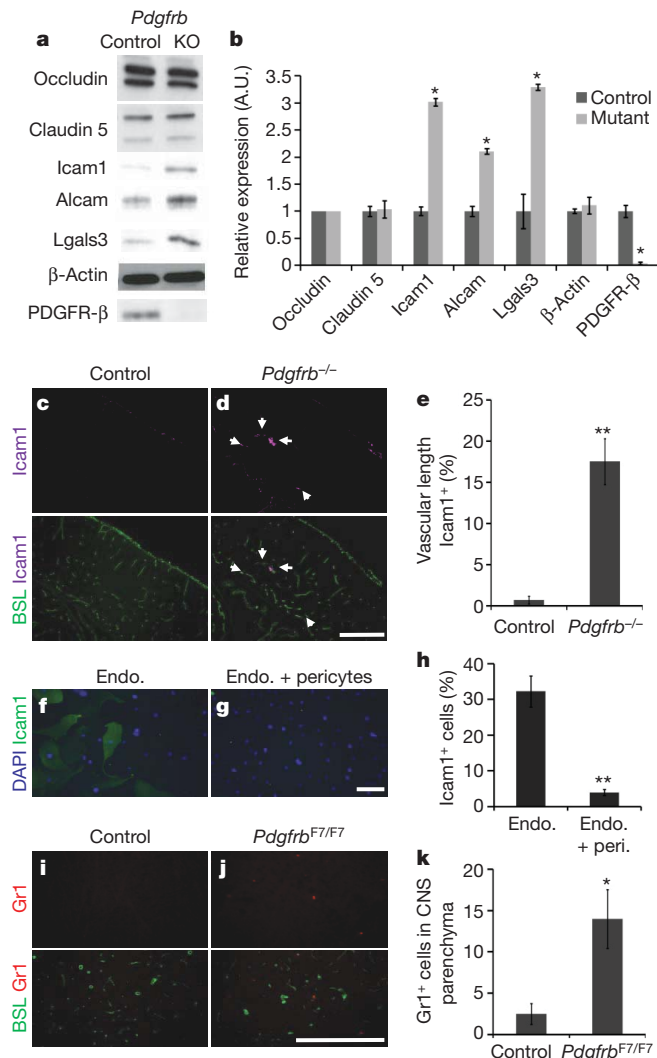 a
Pdgfrb
Control KO
Occludin
Claudin 5
Icam1
Alcam
Lgals3
β-Actin
PDGFR-β
b
Relative expression (A.U.)
3.5
3
2.5
2
1.5
1
0.5
0
* * * *
Control
Mutant
Occludin
Claudin 5
Icam1
Alcam
Lgals3
β-Actin
PDGFR-β
Control
Pdgfrb–/–
c
d
Icam1
BSL Icam1
e
Vascular length
Icam1+ (%)
25
20
15
10
5
0
**
Control
Pdgfrb–/–
Endo.
Endo. + pericytes
f
g
DAPI Icam1
h
Icam1+ cells (%)
40
30
20
10
0
**
Endo.
Endo.
+ peri.
Control
PdgfrbF7/F7
i
j
Gr1
BSL Gr1
k
Gr1+ cells in CNS
parenchyma
20
15
10
5
0
*
Control
PdgfrbF7/F7